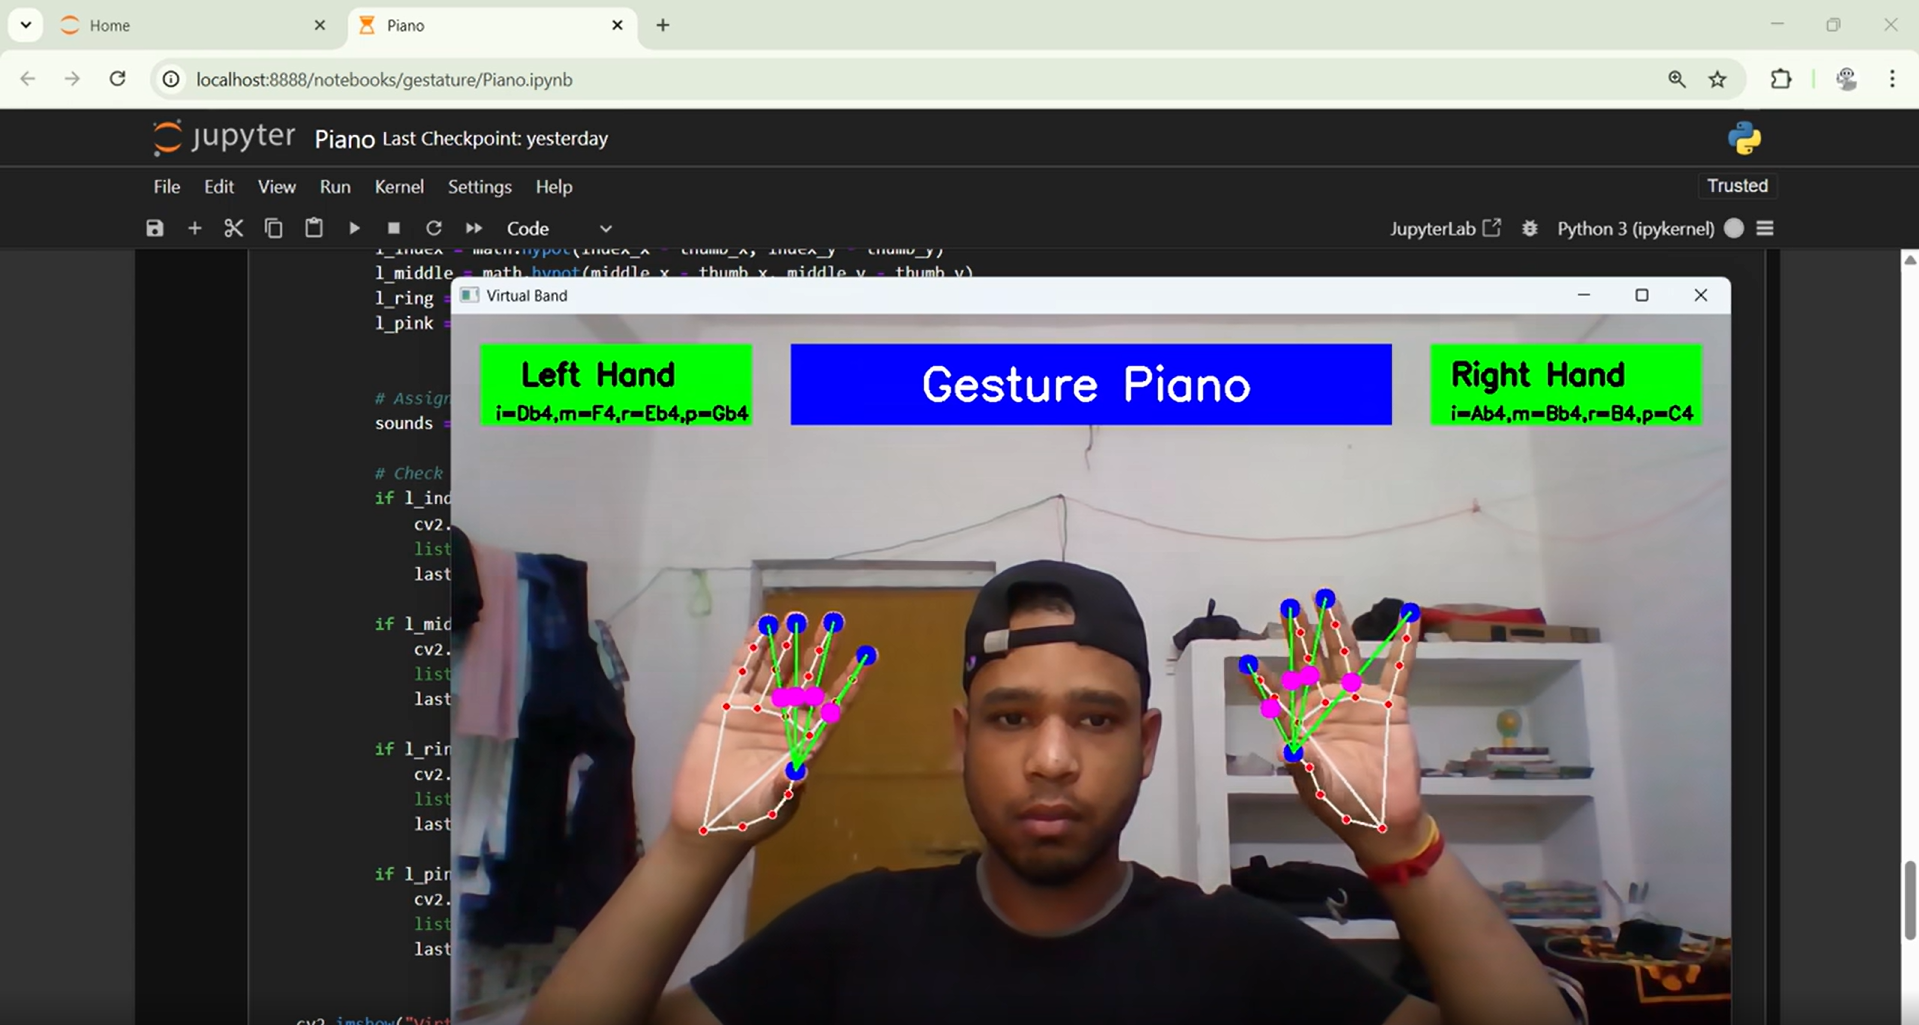 Home
Piano
localhost:8888/notebooks/gestature/Piano.ipynb
jupyter Piano Last Checkpoint: yesterday
File Edit View Run Kernel Settings Help
Trusted
Code
JupyterLab
Python 3 (ipykernel)
l_index = math.hypot(index_x - thumb_x, index_y - thumb_y)
l_middle = math.hypot(middle_x - thumb_x, middle_y - thumb_y)
l_ring =
l_pink =
# Assign
sounds =
# Check
if l_ind
cv2.
list
last
if l_mid
cv2.
list
last
if l_rin
cv2.
list
last
if l_pin
cv2.
list
last
cv2.imshow("Virt
Virtual Band
Left Hand
i=Db4,m=F4,r=Eb4,p=Gb4
Gesture Piano
Right Hand
i=Ab4,m=Bb4,r=B4,p=C4